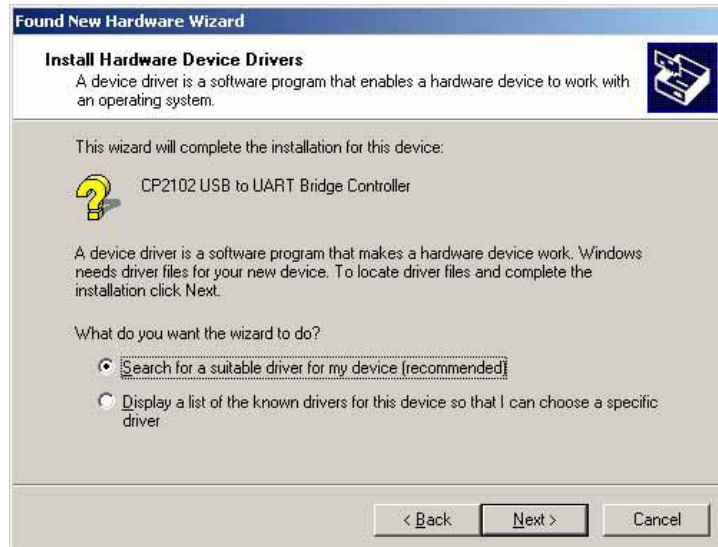 Found New Hardware Wizard
Install Hardware Device Drivers
A device driver is a software program that enables a hardware device to work with
an operating system.
This wizard will complete the installation for this device:
CP2102 USB to UART Bridge Controller
A device driver is a software program that makes a hardware device work. Windows
needs driver files for your new device. To locate driver files and complete the
installation click Next.
What do you want the wizard to do?
Search for a suitable driver for my device (recommended)
Display a list of the known drivers for this device so that I can choose a specific
driver
< Back Next > Cancel